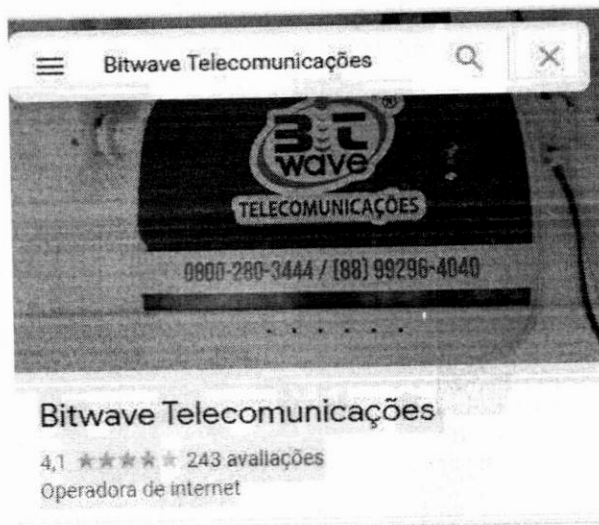 Bitwave Telecomunicações
Bit
wave
®
TELECOMUNICAÇÕES
0800-280-3444 / (88) 99296-4040
Bitwave Telecomunicações
4,1 ★★★★★ 243 avaliações
Operadora de internet